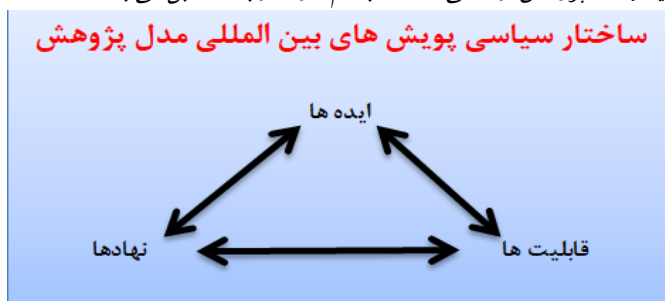 ساختار سیاسی پویش های بین المللی مدل پژوهش
ایده ها
قابلیت ها
نهادها